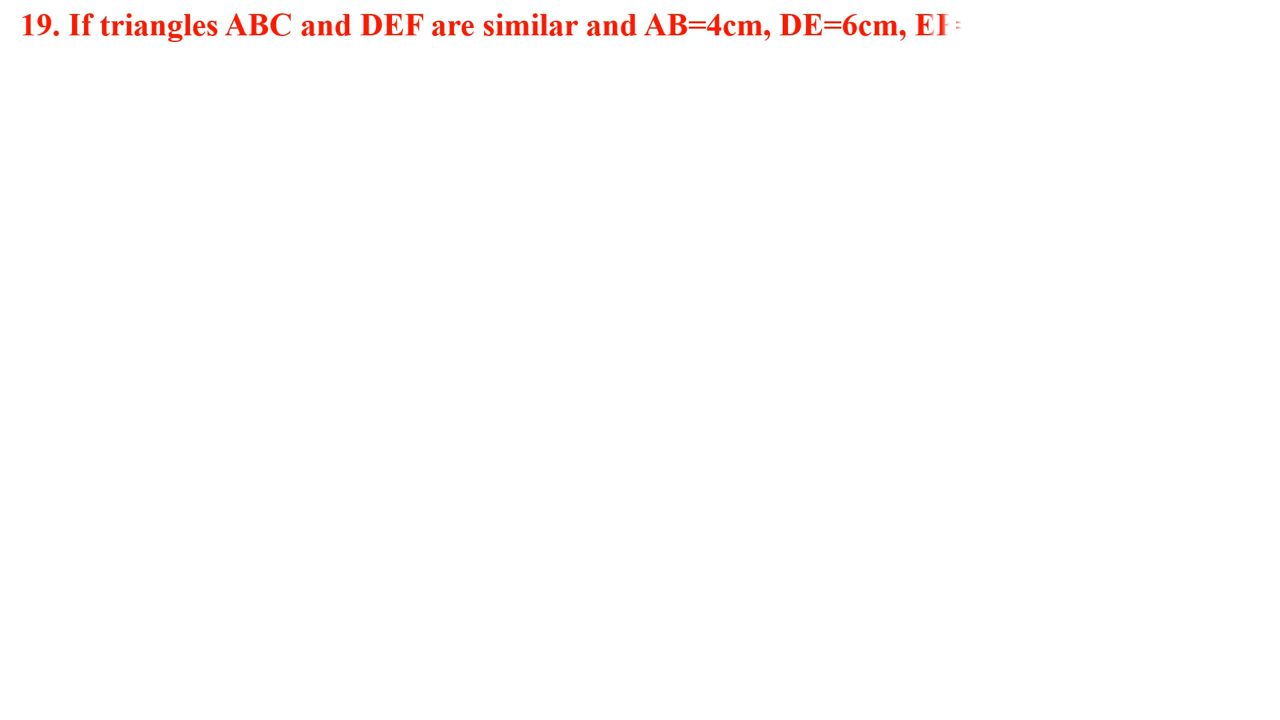 19. If triangles ABC and DEF are similar and AB=4cm, DE=6cm,